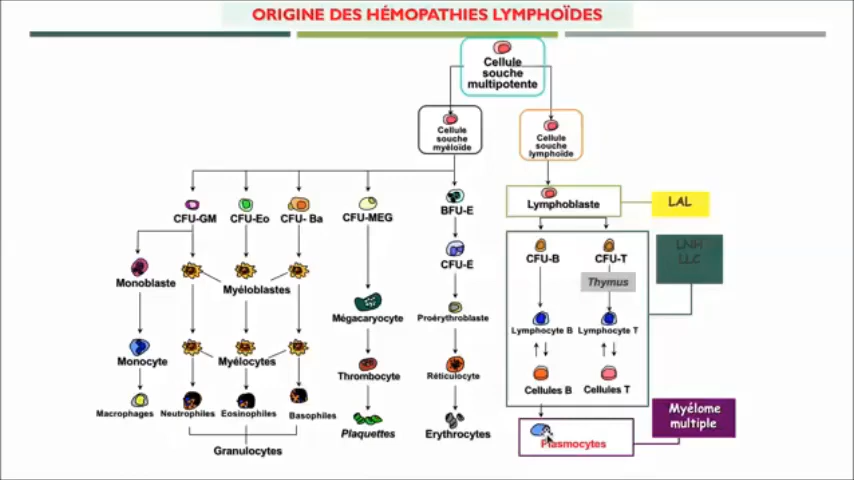 ORIGINE DES HÉMOPATHIES LYMPHOÏDES
Cellule
souche
multipotente
Cellule
souche
myéloïde
Cellule
souche
lymphoïde
Lymphoblaste
LAL
CFU-GM
CFU-Eo
CFU- Ba
CFU-MEG
BFU-E
CFU-E
CFU-B
CFU-T
LNH
LLC
Thymus
Monoblaste
Myéloblastes
Mégacaryocyte
Proérythroblaste
Lymphocyte B
Lymphocyte T
Monocyte
Myélocytes
Thrombocyte
Réticulocyte
Cellules B
Cellules T
Macrophages
Neutrophiles
Eosinophiles
Basophiles
Plaquettes
Erythrocytes
Plasmocytes
Myélome
multiple
Granulocytes